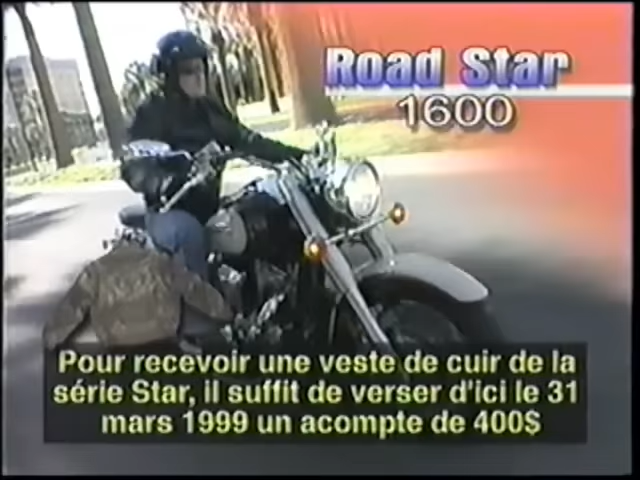 Road Star
1600
Pour recevoir une veste de cuir de la
série Star, il suffit de verser d'ici le 31
mars 1999 un acompte de 400$